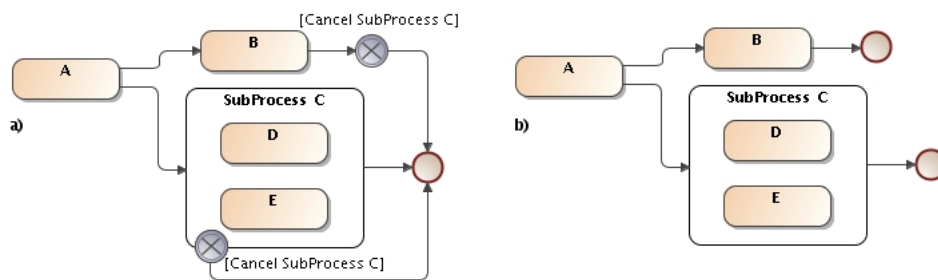 [Cancel SubProcess C]
B
A
SubProcess C
a)
D
E
[Cancel SubProcess C]
B
A
SubProcess C
b)
D
E